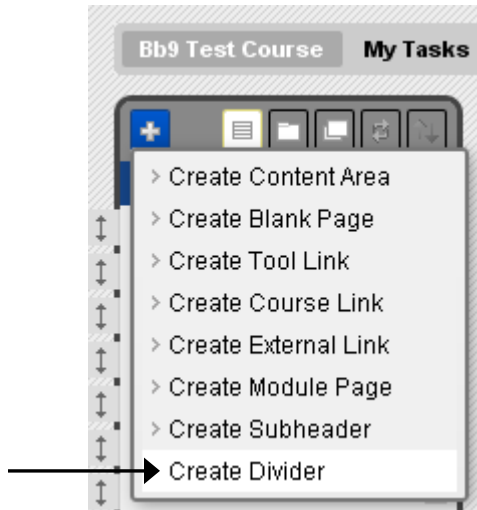 Bb9 Test Course My Tasks
Create Content Area
Create Blank Page
Create Tool Link
Create Course Link
Create External Link
Create Module Page
Create Subheader
Create Divider